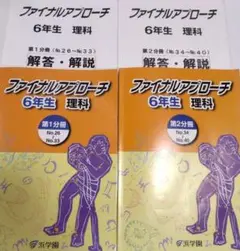 ファイナルアプローチ
6年生 理科
第1分冊(No.26〜No.33)
解答・解説
ファイナルアプローチ
6年生 理科
第2分冊(No.34〜No.40)
解答・解説
ファイナルアプローチ
6年生 理科
第1分冊
No.26
No.33
浜学園
ファイナルアプローチ
6年生 理科
第2分冊
No.34
No.40
浜学園